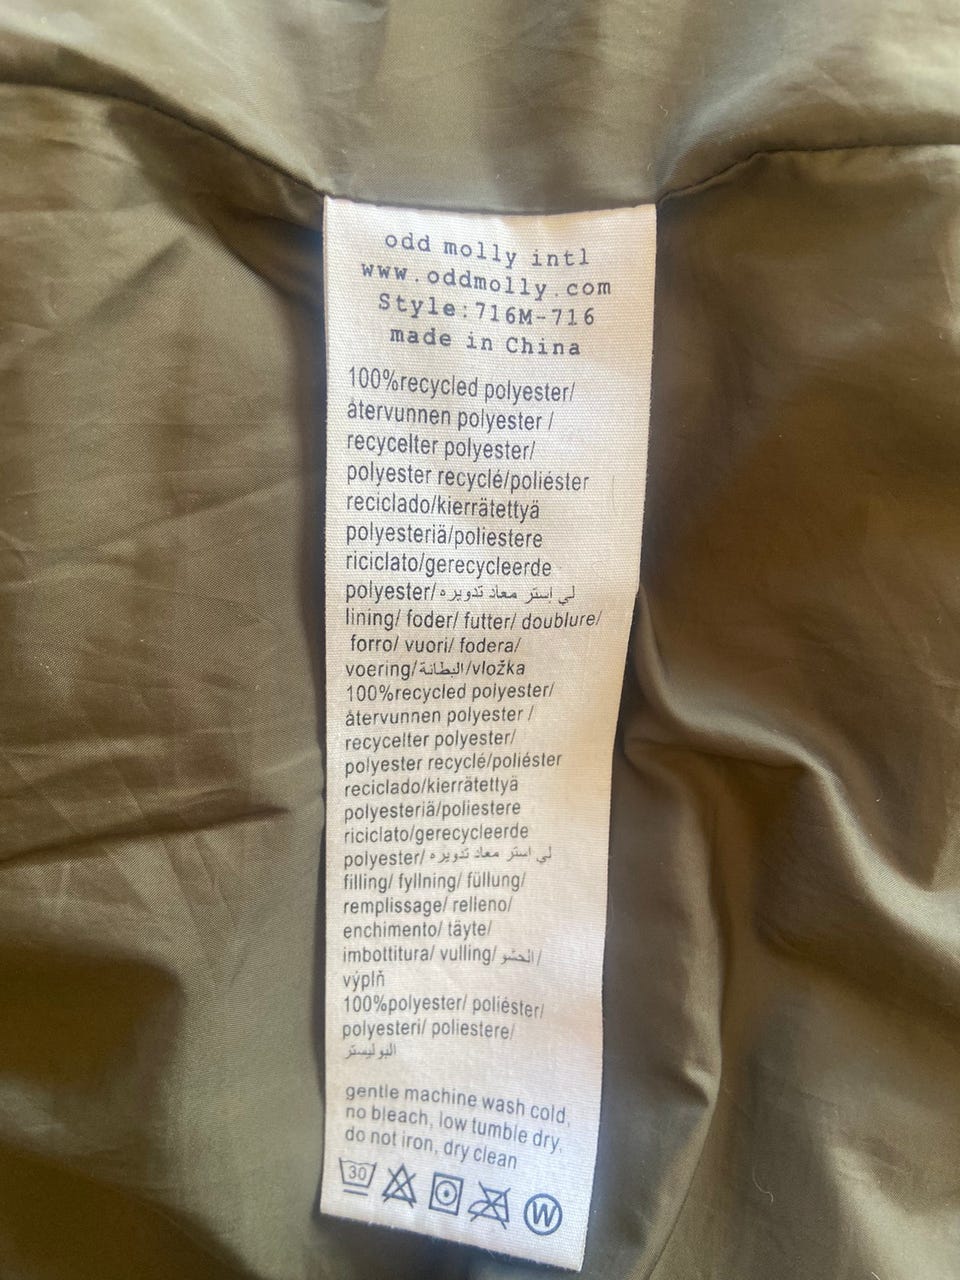 odd molly intl
www.oddmolly.com
Style:716M-716
made in China
100%recycled polyester/
återvunnen polyester /
recycelter polyester/
polyester recyclé/poliéster
reciclado/kierrätettyä
polyesteriä/poliestere
riciclato/gerecycleerde
polyester/لي استر معاد تدويره
lining/ foder/ futter/ doublure/
forro/ vuori/ fodera/
voering/البطانة/vložka
100%recycled polyester/
återvunnen polyester /
recycelter polyester/
polyester recyclé/poliéster
reciclado/kierrätettyä
polyesteriä/poliestere
riciclato/gerecycleerde
polyester/لي استر معاد تدويره
filling/ fyllning/ füllung/
remplissage/ relleno/
enchimento/ täyte/
imbottitura/ vulling/الحشو/
výplň
100%polyester/ poliéster/
polyesteri/ poliestere/
البوليستر
gentle machine wash cold,
no bleach, low tumble dry,
do not iron, dry clean
30 W